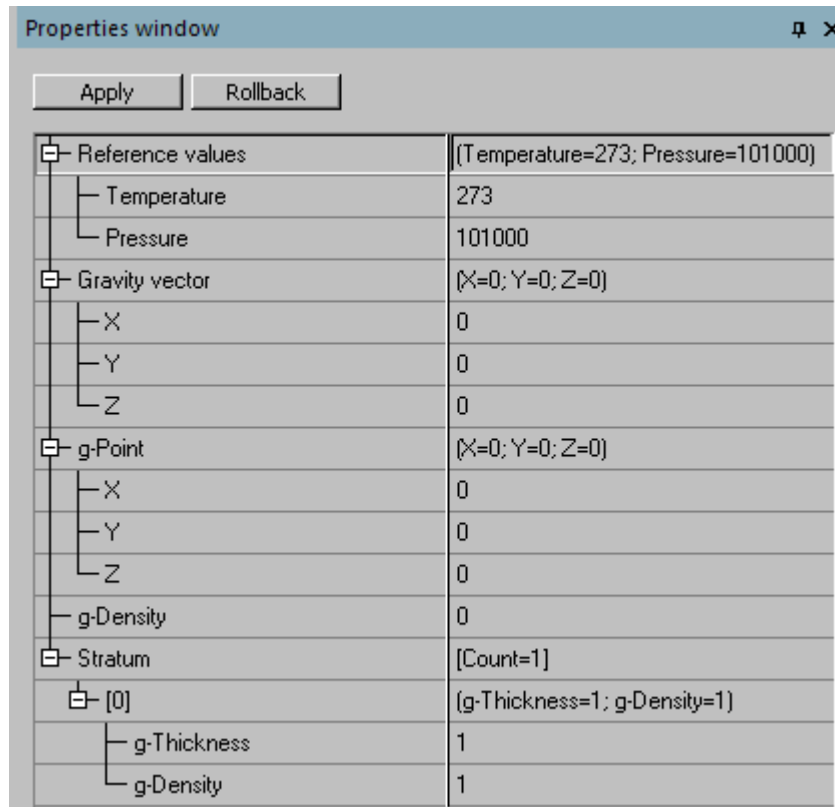 Properties window
Apply Rollback
Reference values (Temperature=273; Pressure=101000)
Temperature 273
Pressure 101000
Gravity vector (X=0; Y=0; Z=0)
X 0
Y 0
Z 0
g-Point (X=0; Y=0; Z=0)
X 0
Y 0
Z 0
g-Density 0
Stratum [Count=1]
[0] (g-Thickness=1; g-Density=1)
g-Thickness 1
g-Density 1